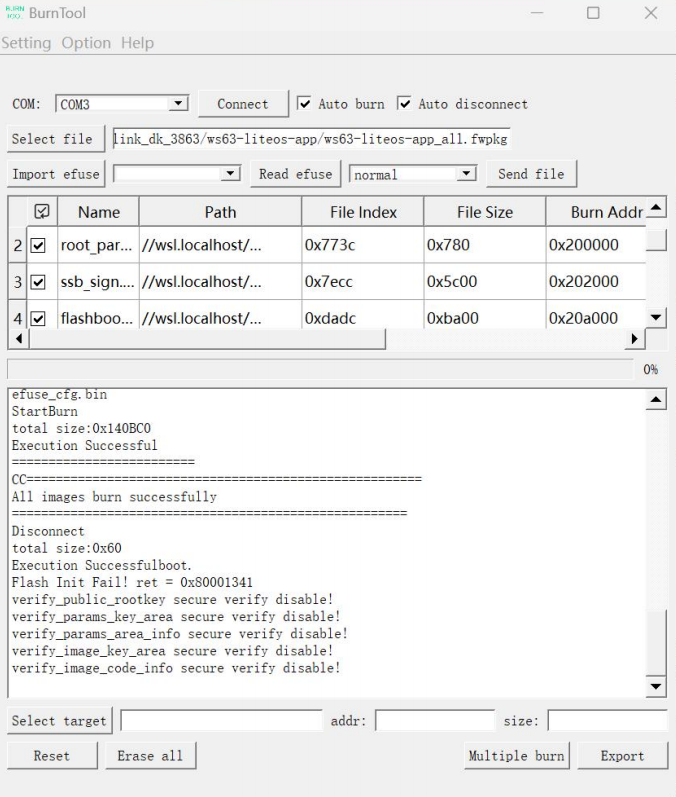 BURN TOOL BurnTool
Setting Option Help
COM: COM3 Connect Auto burn Auto disconnect
Select file link_dk_3863/ws63-liteos-app/ws63-liteos-app_all.fwpkg
Import efuse Read efuse normal Send file
Name Path File Index File Size Burn Addr
2 root_par... //wsl.localhost/... 0x773c 0x780 0x200000
3 ssb_sign.... //wsl.localhost/... 0x7ecc 0x5c00 0x202000
4 flashboo... //wsl.localhost/... 0xdadc 0xba00 0x20a000
0%
efuse_cfg.bin
StartBurn
total size:0x140BC0
Execution Successful
=========================
CC======================================================
All images burn successfully
======================================================
Disconnect
total size:0x60
Execution Successfulboot.
Flash Init Fail! ret = 0x80001341
verify_public_rootkey secure verify disable!
verify_params_key_area secure verify disable!
verify_params_area_info secure verify disable!
verify_image_key_area secure verify disable!
verify_image_code_info secure verify disable!
Select target addr: size:
Reset Erase all Multiple burn Export